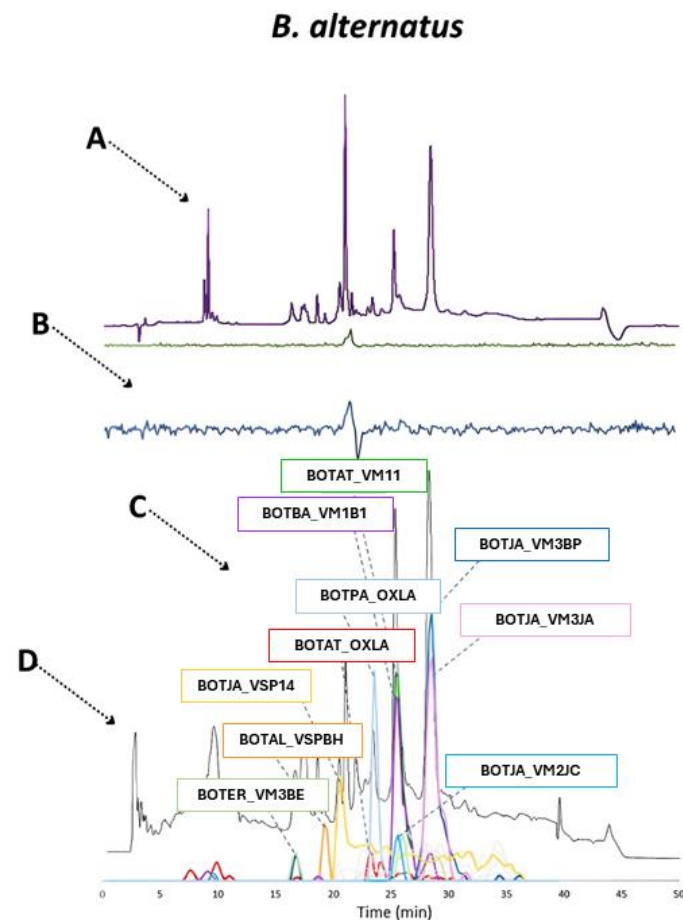 B. alternatus
A
B
BOTAT_VM11
C
BOTBA_VM1B1
BOTJA_VM3BP
BOTPA_OXLA
BOTJA_VM3JA
BOTAT_OXLA
D
BOTJA_VSP14
BOTAL_VSPBH
BOTJA_VM2JC
BOTER_VM3BE
0 5 10 15 20 25 30 35 40 45 50
Time (min)